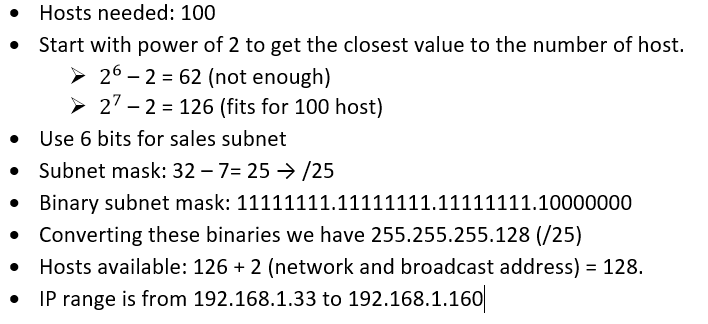 • Hosts needed: 100
• Start with power of 2 to get the closest value to the number of host.
➢ 2⁶ – 2 = 62 (not enough)
➢ 2⁷ – 2 = 126 (fits for 100 host)
• Use 6 bits for sales subnet
• Subnet mask: 32 – 7= 25 → /25
• Binary subnet mask: 11111111.11111111.11111111.10000000
• Converting these binaries we have 255.255.255.128 (/25)
• Hosts available: 126 + 2 (network and broadcast address) = 128.
• IP range is from 192.168.1.33 to 192.168.1.160